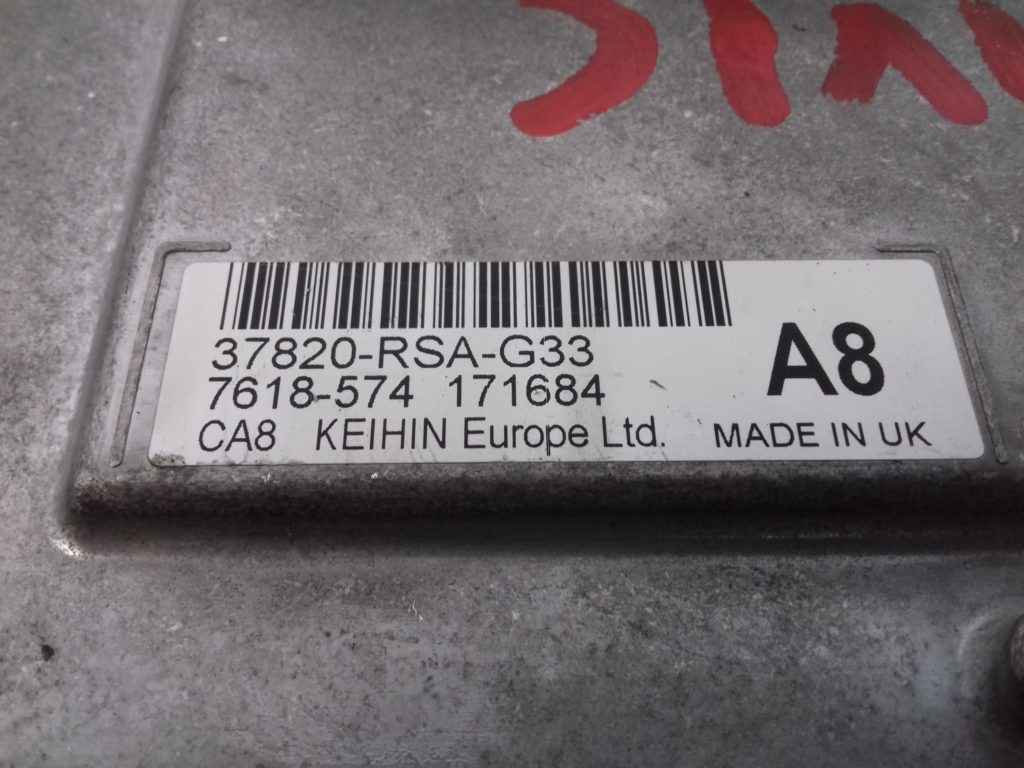 37820-RSA-G33
7618-574 171684
A8
CA8 KEIHIN Europe Ltd. MADE IN UK